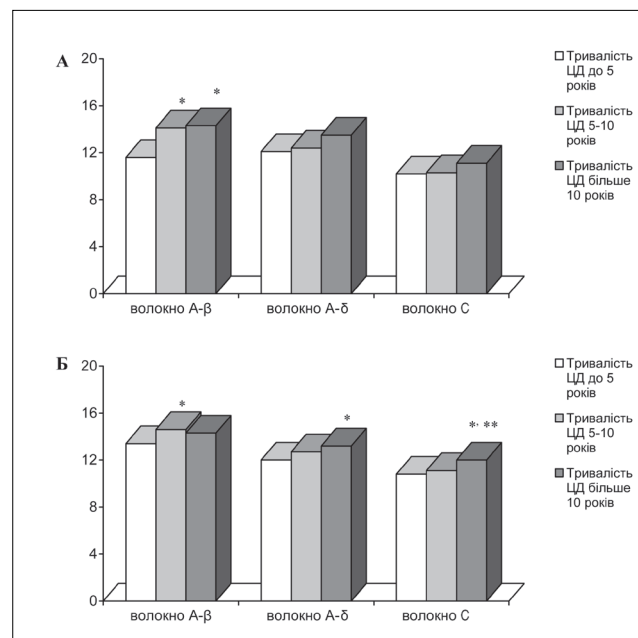 А
20
16
12
8
4
0
* *
волокно А-β волокно А-δ волокно С
Тривалість
ЦД до 5
років
Тривалість
ЦД 5-10
років
Тривалість
ЦД більше
10 років
Б
20
16
12
8
4
0
* * *, **
волокно А-β волокно А-δ волокно С
Тривалість
ЦД до 5
років
Тривалість
ЦД 5-10
років
Тривалість
ЦД більше
10 років